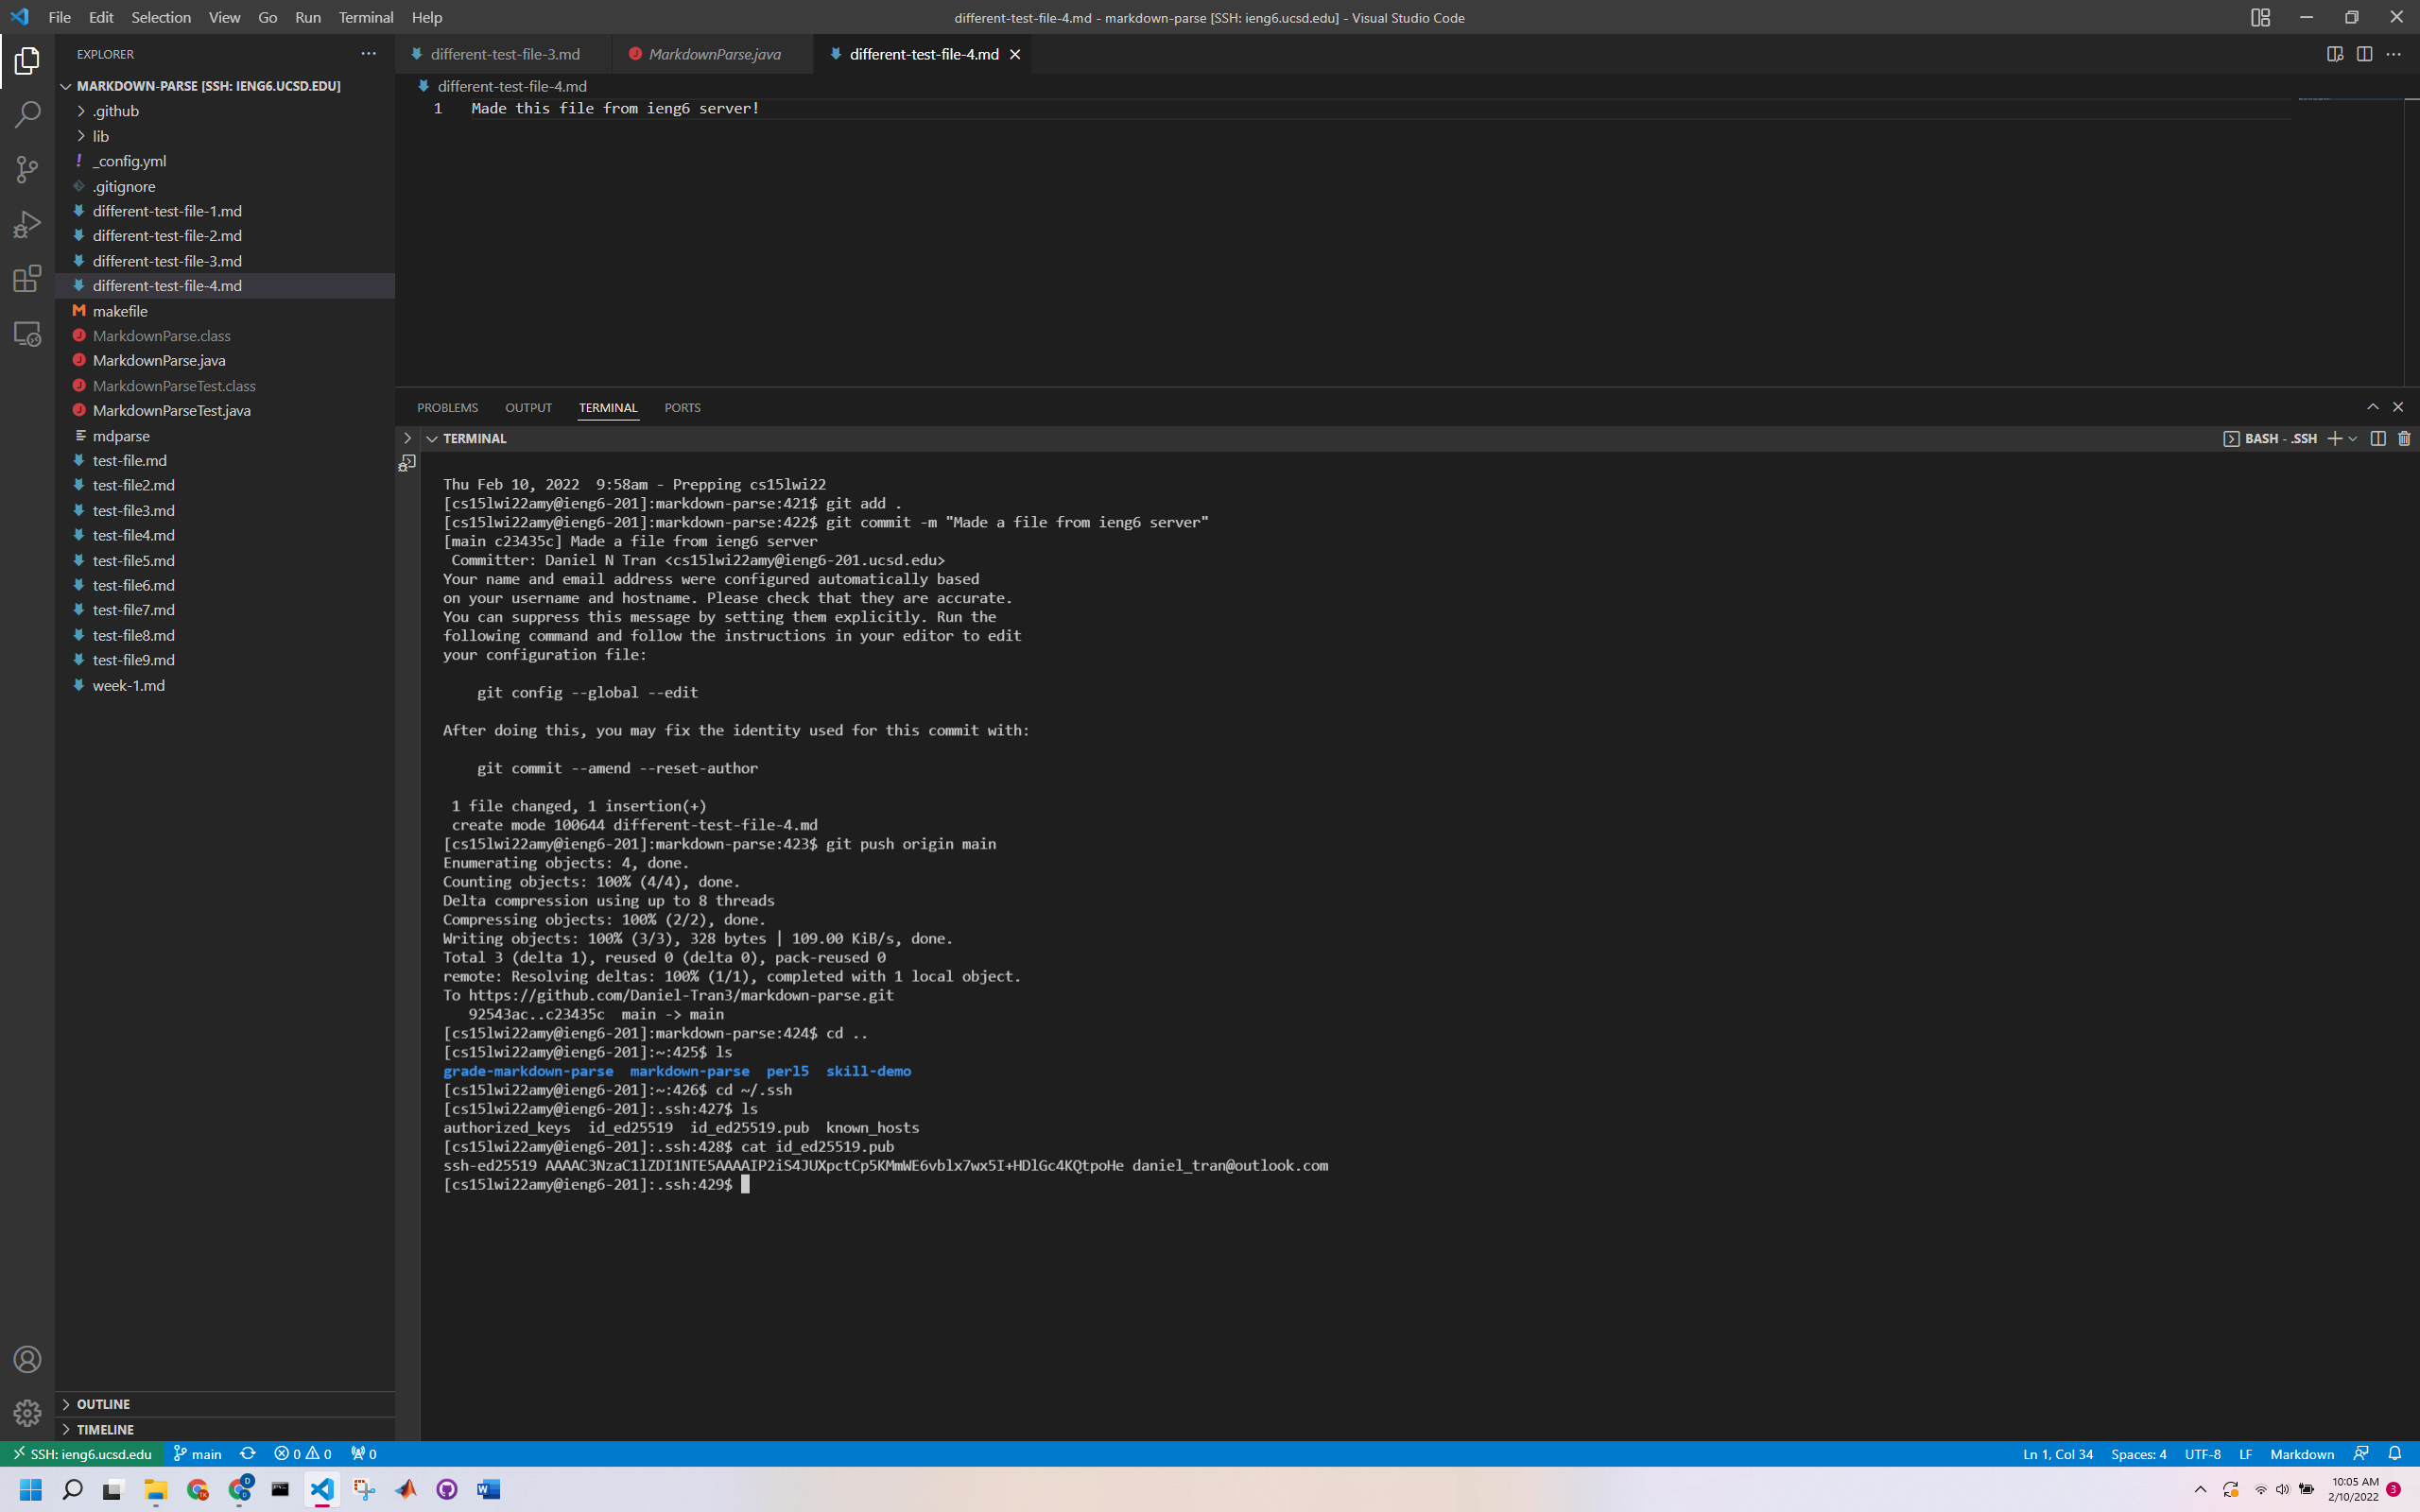 File Edit Selection View Go Run Terminal Help
different-test-file-4.md - markdown-parse [SSH: ieng6.ucsd.edu] - Visual Studio Code
EXPLORER
MARKDOWN-PARSE [SSH: IENG6.UCSD.EDU]
.github
lib
! _config.yml
.gitignore
different-test-file-1.md
different-test-file-2.md
different-test-file-3.md
different-test-file-4.md
M makefile
MarkdownParse.class
MarkdownParse.java
MarkdownParseTest.class
MarkdownParseTest.java
mdparse
test-file.md
test-file2.md
test-file3.md
test-file4.md
test-file5.md
test-file6.md
test-file7.md
test-file8.md
test-file9.md
week-1.md
OUTLINE
TIMELINE
different-test-file-3.md MarkdownParse.java different-test-file-4.md
different-test-file-4.md
1 Made this file from ieng6 server!
PROBLEMS OUTPUT TERMINAL PORTS
TERMINAL
BASH - .SSH
Thu Feb 10, 2022  9:58am - Prepping cs15lwi22
[cs15lwi22amy@ieng6-201]:markdown-parse:421$ git add .
[cs15lwi22amy@ieng6-201]:markdown-parse:422$ git commit -m "Made a file from ieng6 server"
[main c23435c] Made a file from ieng6 server
Committer: Daniel N Tran <cs15lwi22amy@ieng6-201.ucsd.edu>
Your name and email address were configured automatically based
on your username and hostname. Please check that they are accurate.
You can suppress this message by setting them explicitly. Run the
following command and follow the instructions in your editor to edit
your configuration file:
git config --global --edit
After doing this, you may fix the identity used for this commit with:
git commit --amend --reset-author
1 file changed, 1 insertion(+)
create mode 100644 different-test-file-4.md
[cs15lwi22amy@ieng6-201]:markdown-parse:423$ git push origin main
Enumerating objects: 4, done.
Counting objects: 100% (4/4), done.
Delta compression using up to 8 threads
Compressing objects: 100% (2/2), done.
Writing objects: 100% (3/3), 328 bytes | 109.00 KiB/s, done.
Total 3 (delta 1), reused 0 (delta 0), pack-reused 0
remote: Resolving deltas: 100% (1/1), completed with 1 local object.
To https://github.com/Daniel-Tran3/markdown-parse.git
92543ac..c23435c  main -> main
[cs15lwi22amy@ieng6-201]:markdown-parse:424$ cd ..
[cs15lwi22amy@ieng6-201]:~:425$ ls
grade-markdown-parse  markdown-parse  perl5  skill-demo
[cs15lwi22amy@ieng6-201]:~:426$ cd ~/.ssh
[cs15lwi22amy@ieng6-201]:.ssh:427$ ls
authorized_keys  id_ed25519  id_ed25519.pub  known_hosts
[cs15lwi22amy@ieng6-201]:.ssh:428$ cat id_ed25519.pub
ssh-ed25519 AAAAC3NzaC1lZDI1NTE5AAAAIP2iS4JUXpctCp5KMmWE6vblx7wx5I+HDlGc4KQtpoHe daniel_tran@outlook.com
[cs15lwi22amy@ieng6-201]:.ssh:429$
SSH: ieng6.ucsd.edu main 0 0 0
Ln 1, Col 34 Spaces: 4 UTF-8 LF Markdown
10:05 AM
2/10/2022
3